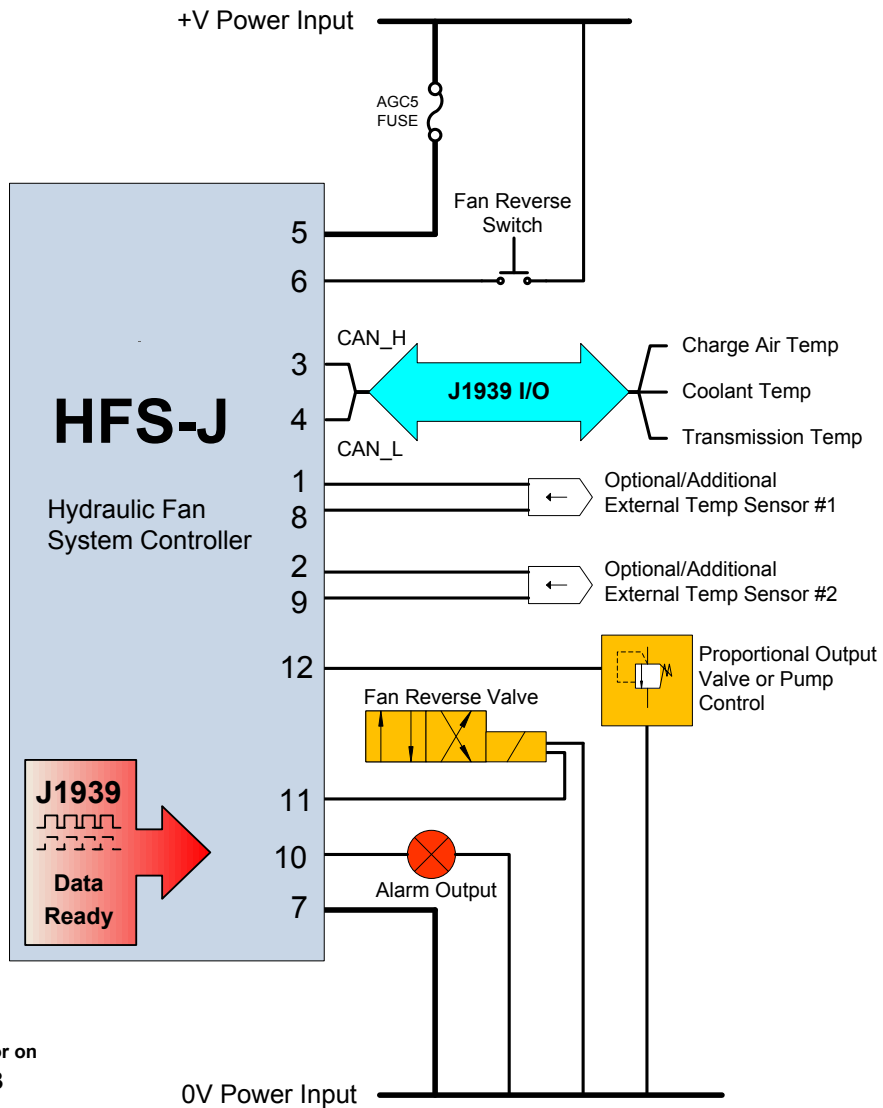 +V Power Input
AGC5
FUSE
Fan Reverse
Switch
5
6
CAN_H
3
J1939 I/O
Charge Air Temp
Coolant Temp
Transmission Temp
HFS-J
4
CAN_L
Hydraulic Fan
System Controller
1
8
Optional/Additional
External Temp Sensor #1
2
9
Optional/Additional
External Temp Sensor #2
12
Proportional Output
Valve or Pump
Control
Fan Reverse Valve
11
J1939
Data
Ready
10
Alarm Output
7
or on
0V Power Input